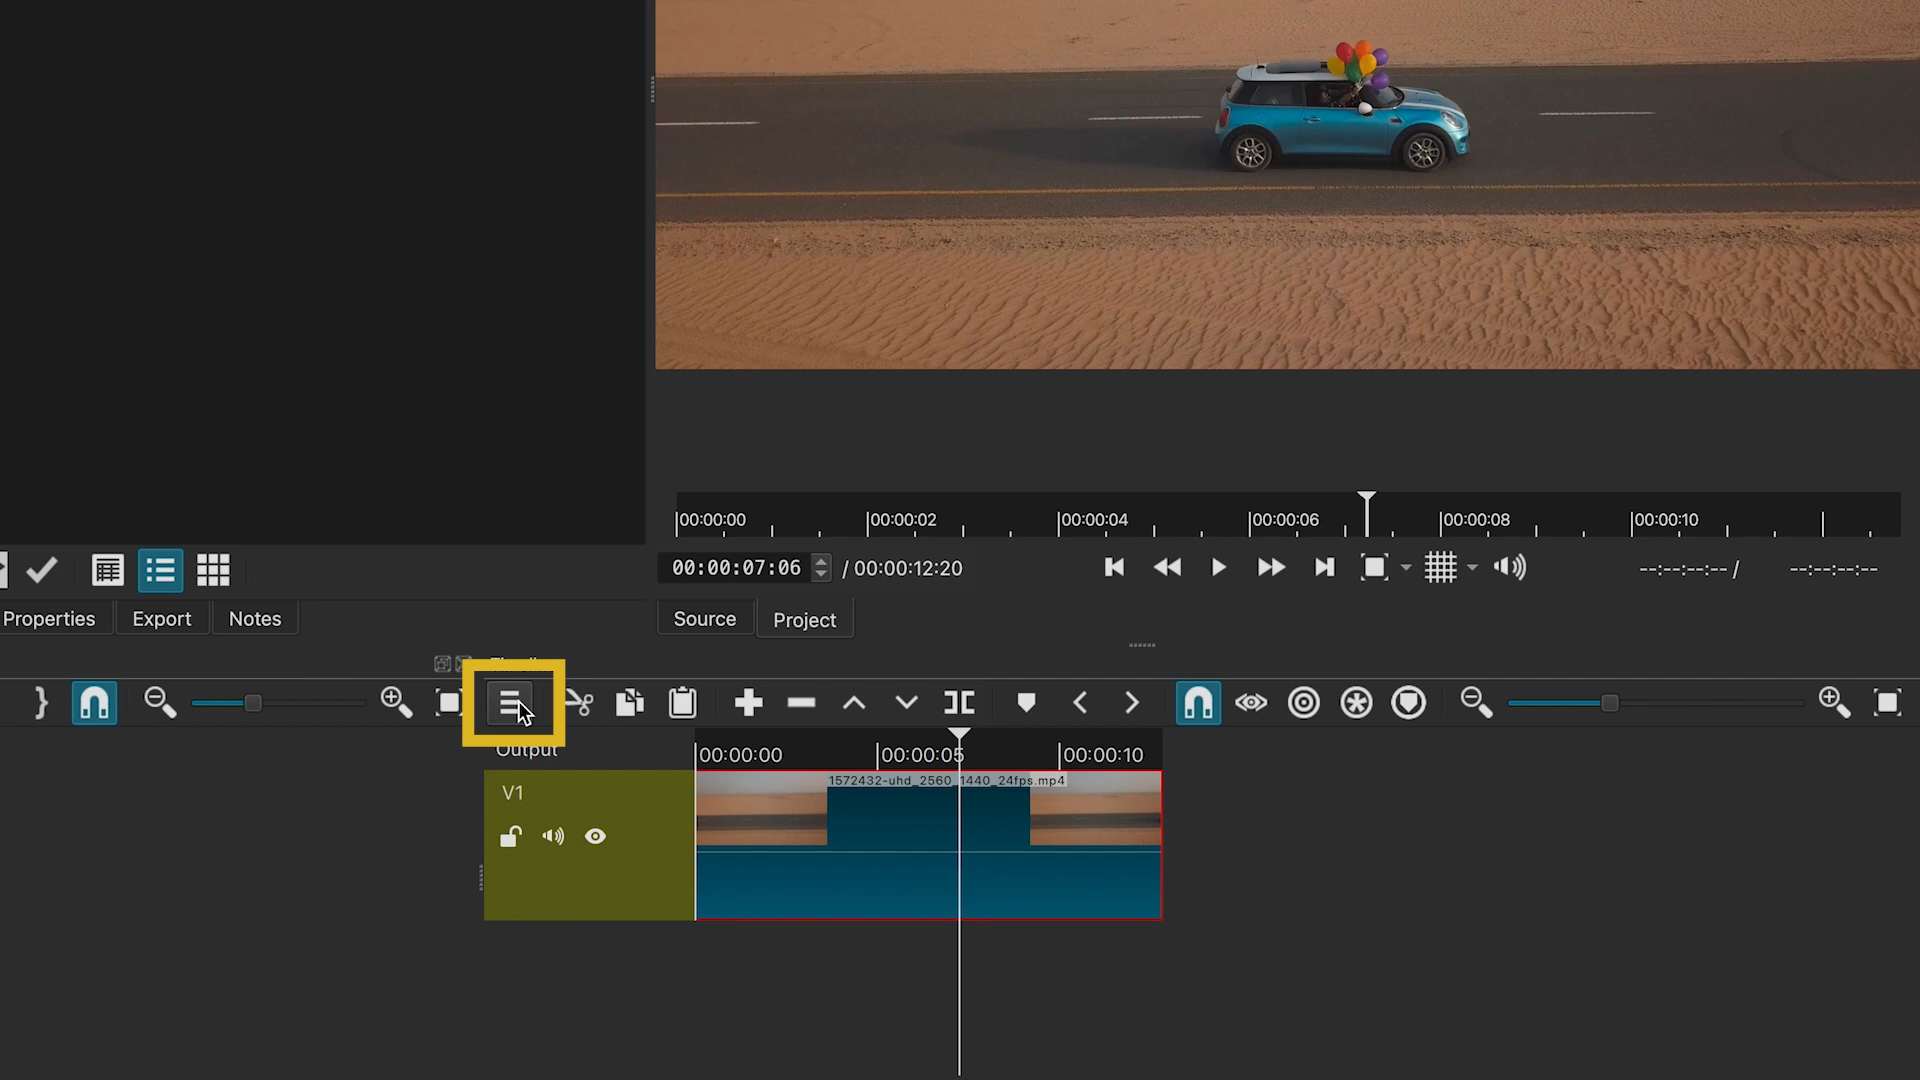 00:00:00
00:00:02
00:00:04
00:00:06
00:00:08
00:00:10
00:00:07:06
/ 00:00:12:20
--:--:--:-- /
--:--:--:--
Properties
Export
Notes
Source
Project
Output
00:00:00
00:00:05
00:00:10
1572432-uhd_2560_1440_24fps.mp4
V1